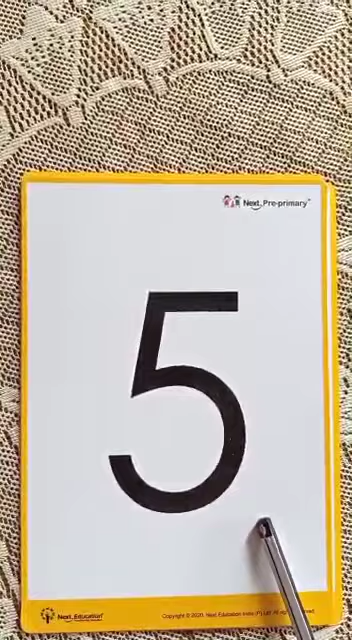 Next Pre-primary
5
Next Education
Copyright © 2020, Next Education India (P) Ltd. All rights reserved.